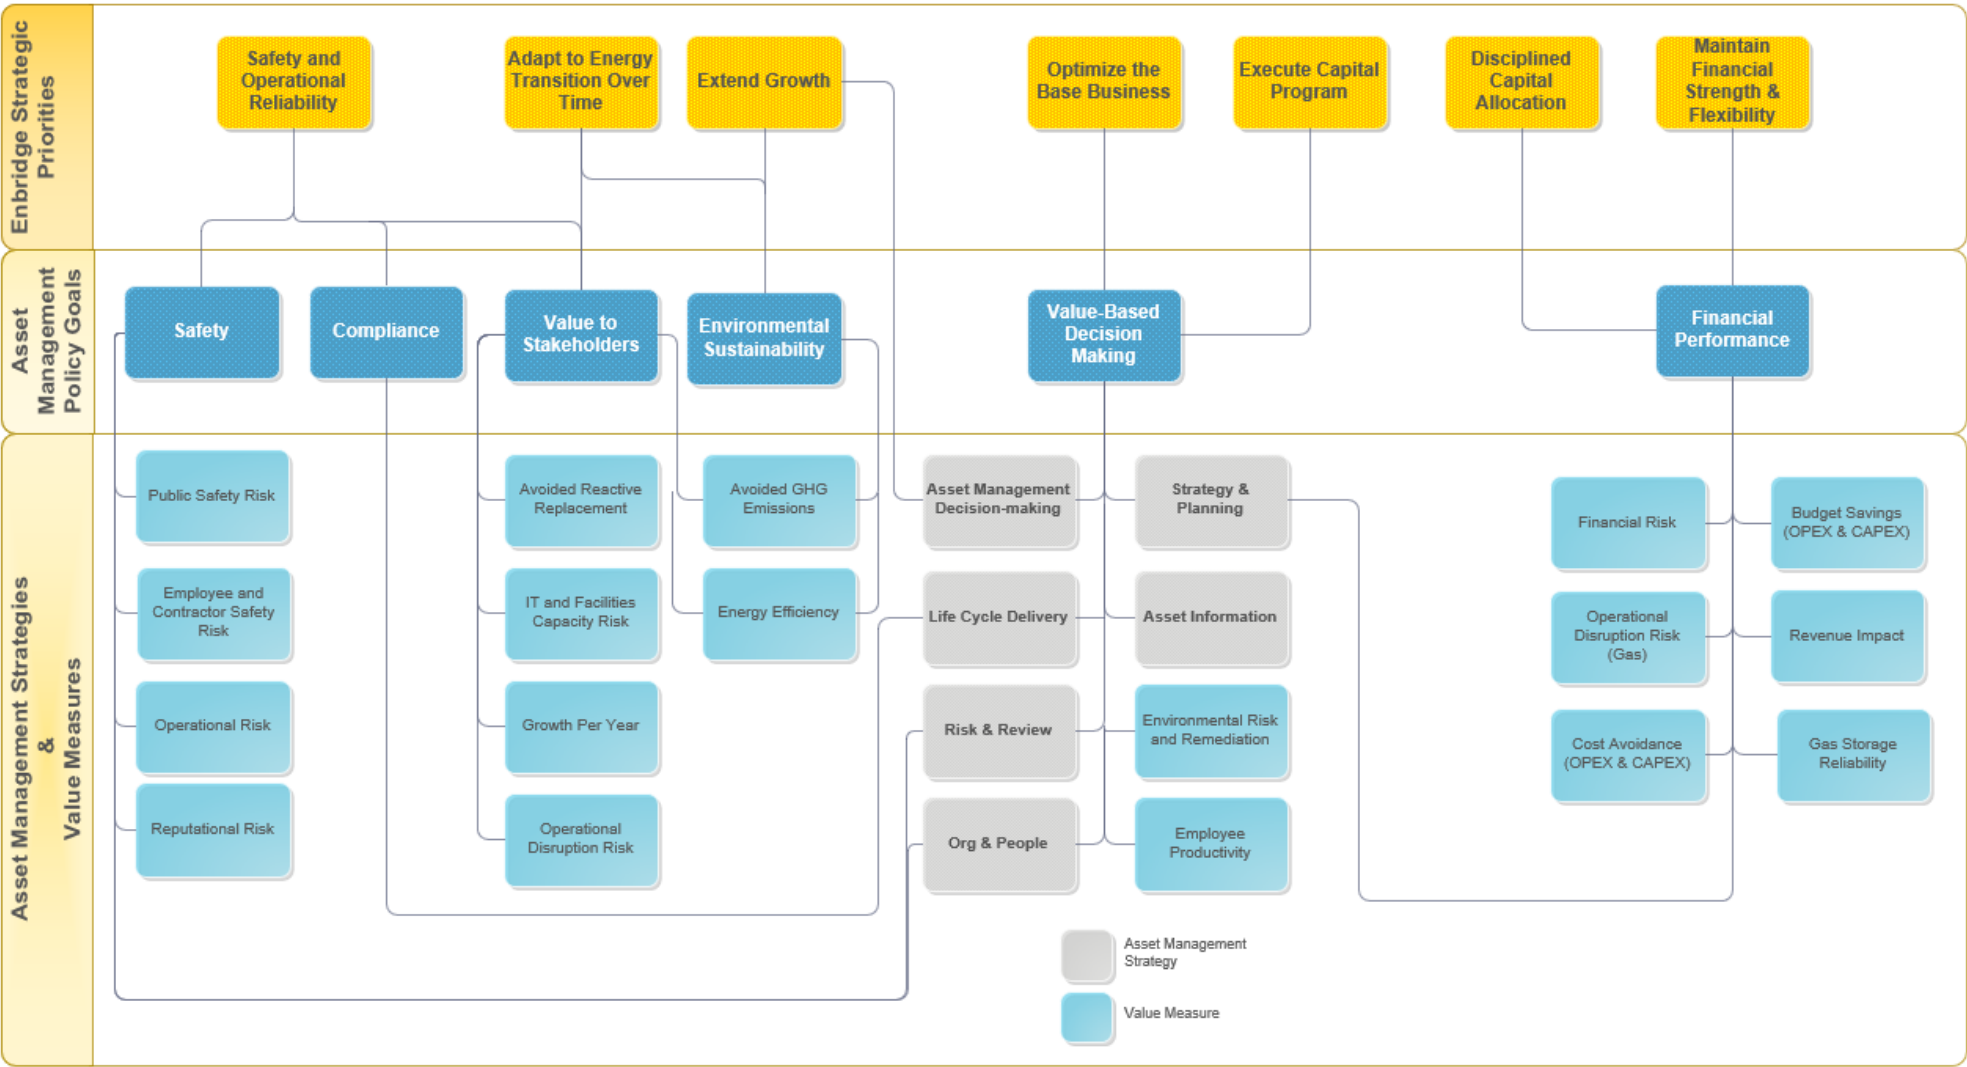 Enbridge Strategic
Priorities
Safety and
Operational
Reliability
Adapt to Energy
Transition Over
Time
Extend Growth
Optimize the
Base Business
Execute Capital
Program
Disciplined
Capital
Allocation
Maintain
Financial
Strength &
Flexibility
Asset
Management
Policy Goals
Safety
Compliance
Value to
Stakeholders
Environmental
Sustainability
Value-Based
Decision
Making
Financial
Performance
Asset Management Strategies
&
Value Measures
Public Safety Risk
Employee and
Contractor Safety
Risk
Operational Risk
Reputational Risk
Avoided Reactive
Replacement
IT and Facilities
Capacity Risk
Growth Per Year
Operational
Disruption Risk
Avoided GHG
Emissions
Energy Efficiency
Asset Management
Decision-making
Life Cycle Delivery
Risk & Review
Org & People
Strategy &
Planning
Asset Information
Environmental Risk
and Remediation
Employee
Productivity
Financial Risk
Operational
Disruption Risk
(Gas)
Cost Avoidance
(OPEX & CAPEX)
Budget Savings
(OPEX & CAPEX)
Revenue Impact
Gas Storage
Reliability
Asset Management
Strategy
Value Measure